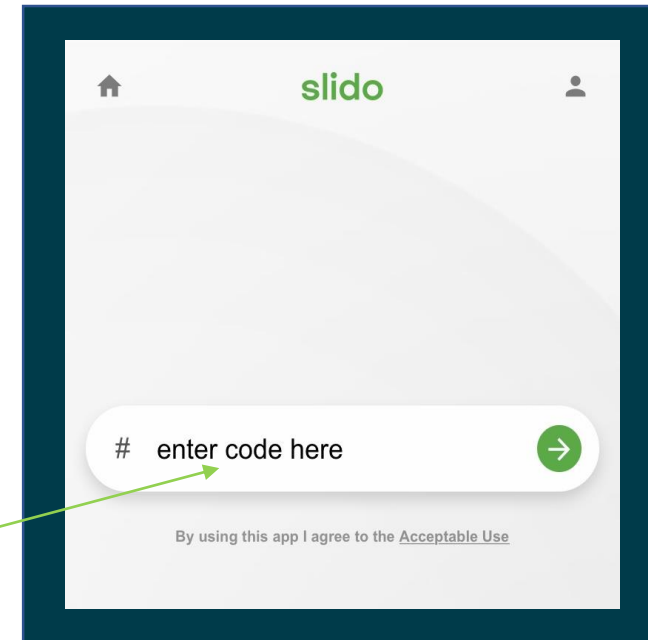 slido
# enter code here
By using this app I agree to the Acceptable Use